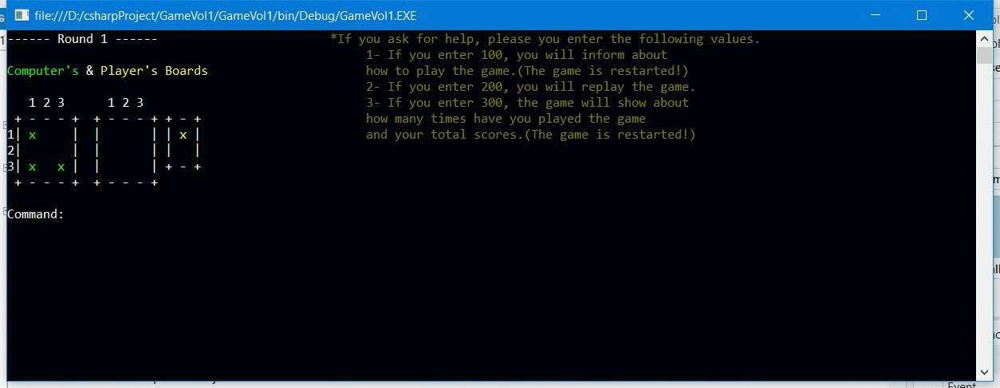 file:///D:/csharpProject/GameVol1/GameVol1/bin/Debug/GameVol1.EXE
------ Round 1 ------
Computer's & Player's Boards
1 2 3 1 2 3
+ - - - + + - - - + + - +
1| x | | | | x |
2| | | | | |
3| x x | | | + - +
+ - - - + + - - - +
Command:
*If you ask for help, please you enter the following values.
1- If you enter 100, you will inform about
how to play the game.(The game is restarted!)
2- If you enter 200, you will replay the game.
3- If you enter 300, the game will show about
how many times have you played the game
and your total scores.(The game is restarted!)
Event